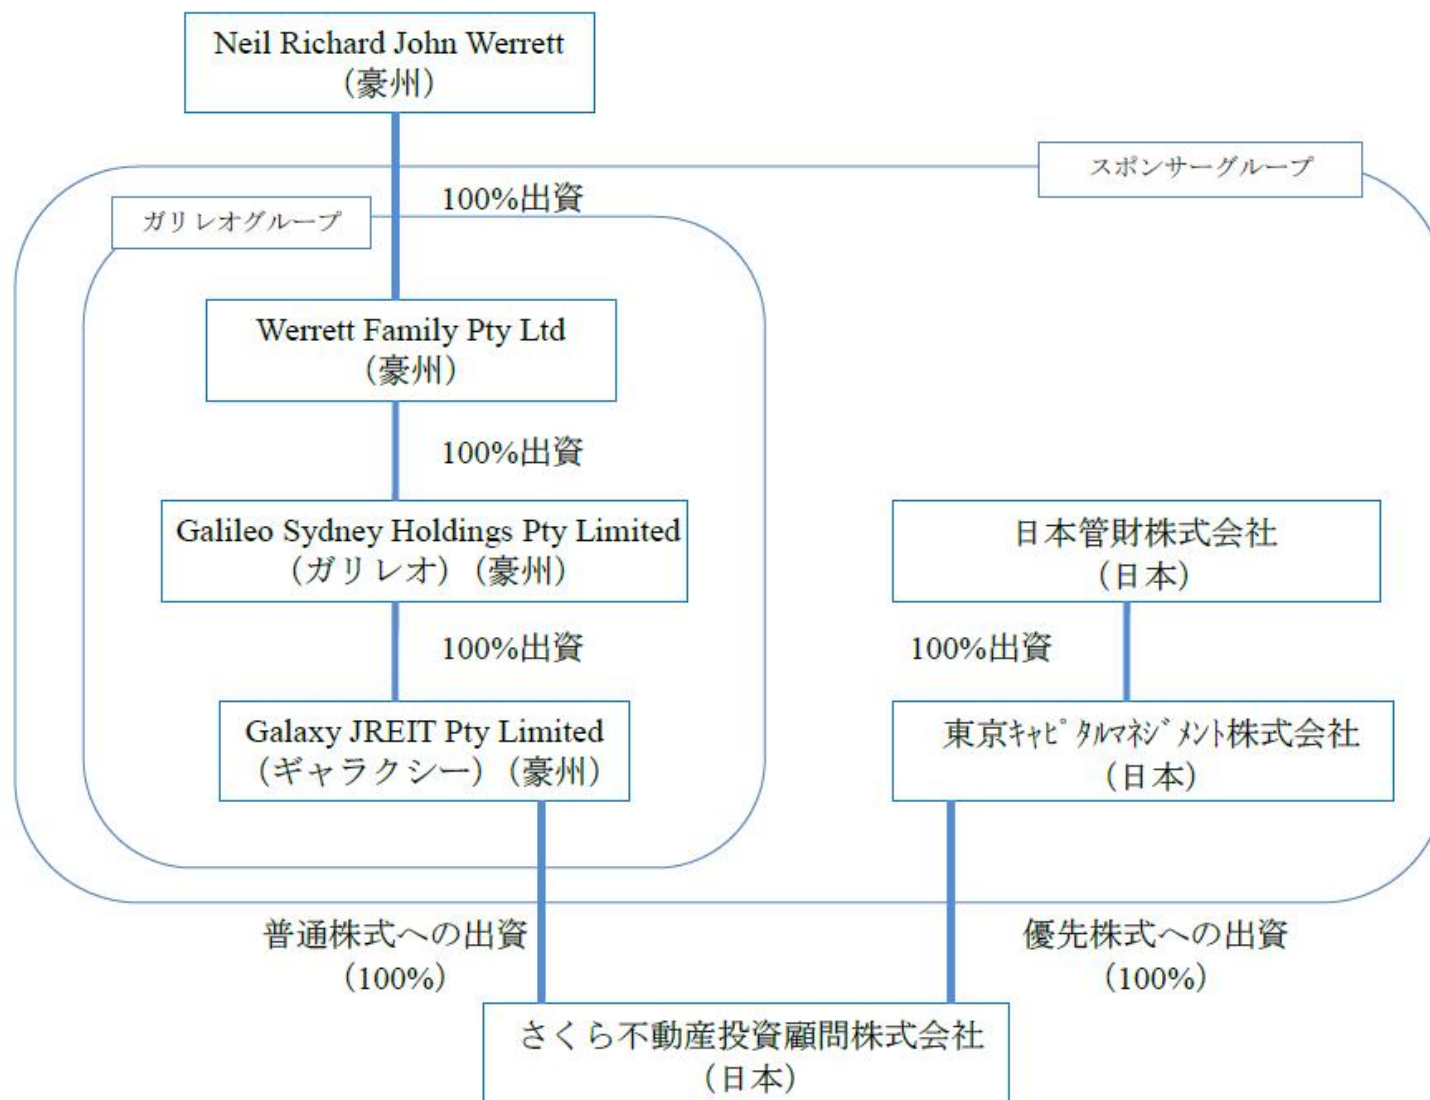 Neil Richard John Werrett
（豪州）
スポンサーグループ
100%出資
ガリレオグループ
Werrett Family Pty Ltd
（豪州）
100%出資
Galileo Sydney Holdings Pty Limited
（ガリレオ）（豪州）
日本管財株式会社
（日本）
100%出資
100%出資
Galaxy JREIT Pty Limited
（ギャラクシー）（豪州）
東京ｷｬﾋﾟﾀﾙﾏﾈｼﾞﾒﾝﾄ株式会社
（日本）
普通株式への出資
（100%）
優先株式への出資
（100%）
さくら不動産投資顧問株式会社
（日本）